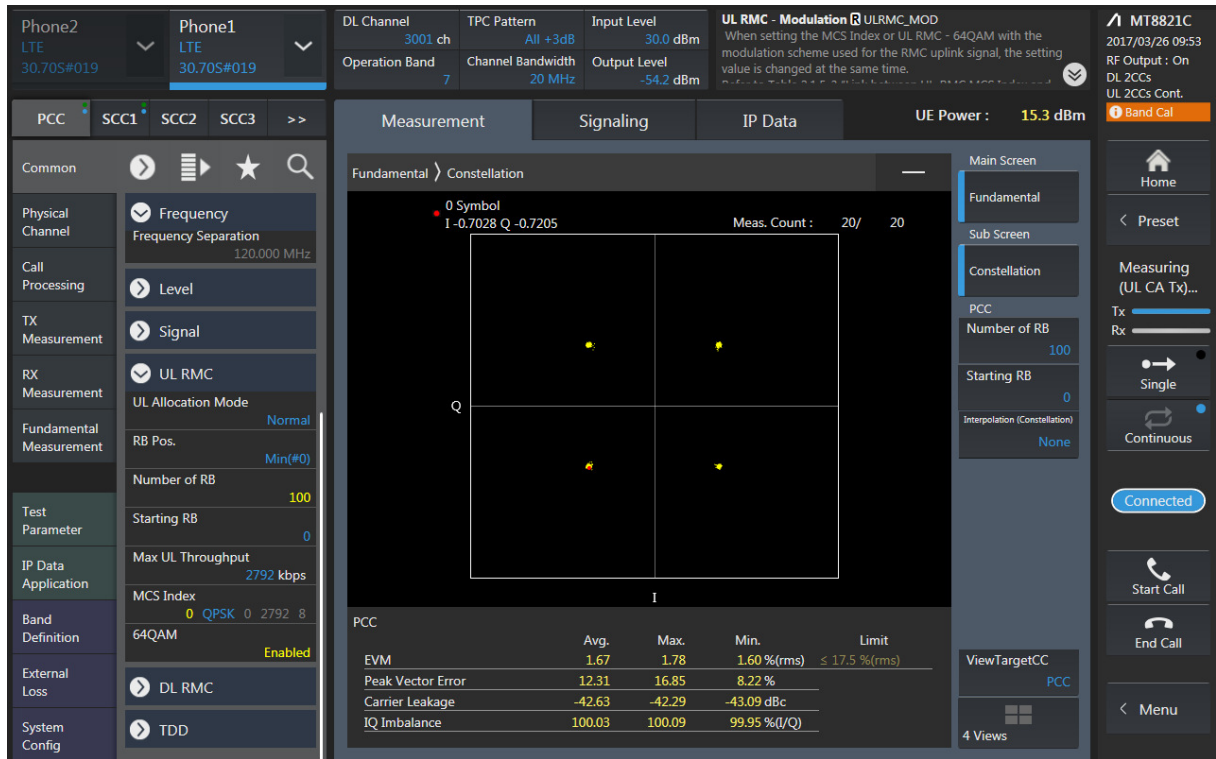 Phone2
LTE
30.70S#019
Phone1
LTE
30.70S#019
DL Channel
3001 ch
TPC Pattern
All +3dB
Input Level
30.0 dBm
Operation Band
7
Channel Bandwidth
20 MHz
Output Level
-54.2 dBm
UL RMC - Modulation R ULRMC_MOD
When setting the MCS Index or UL RMC -
64QAM with the
modulation scheme used for the RMC uplink signal, the setting
value is changed at the same time.
MT8821C
2017/03/26 09:53
RF Output : On
DL 2CCs
UL 2CCs Cont.
Band Cal
PCC
SCC1
SCC2
SCC3
>>
Measurement
Signaling
IP Data
UE Power : 15.3 dBm
Common
Physical
Channel
Call
Processing
TX
Measurement
RX
Measurement
Fundamental
Measurement
Test
Parameter
IP Data
Application
Band
Definition
External
Loss
System
Config
Frequency
Frequency Separation
120.000 MHz
Level
Signal
UL RMC
UL Allocation Mode
Normal
RB Pos.
Min(#0)
Number of RB
100
Starting RB
0
Max UL Throughput
2792 kbps
MCS Index
0 QPSK 0 2792 8
64QAM
Enabled
DL RMC
TDD
Fundamental 〉 Constellation
0 Symbol
I -0.7028 Q -0.7205
Meas. Count : 20/ 20
Q
I
PCC
Avg. Max. Min. Limit
EVM 1.67 1.78 1.60 %(rms) ≤ 17.5 %(rms)
Peak Vector Error 12.31 16.85 8.22 %
Carrier Leakage -42.63 -42.29 -43.09 dBc
IQ Imbalance 100.03 100.09 99.95 %(I/Q)
Main Screen
Fundamental
Sub Screen
Constellation
PCC
Number of RB
100
Starting RB
0
Interpolation (Constellation)
None
ViewTargetCC
PCC
4 Views
Home
< Preset
Measuring
(UL CA Tx)...
Tx
Rx
Single
Continuous
Connected
Start Call
End Call
< Menu